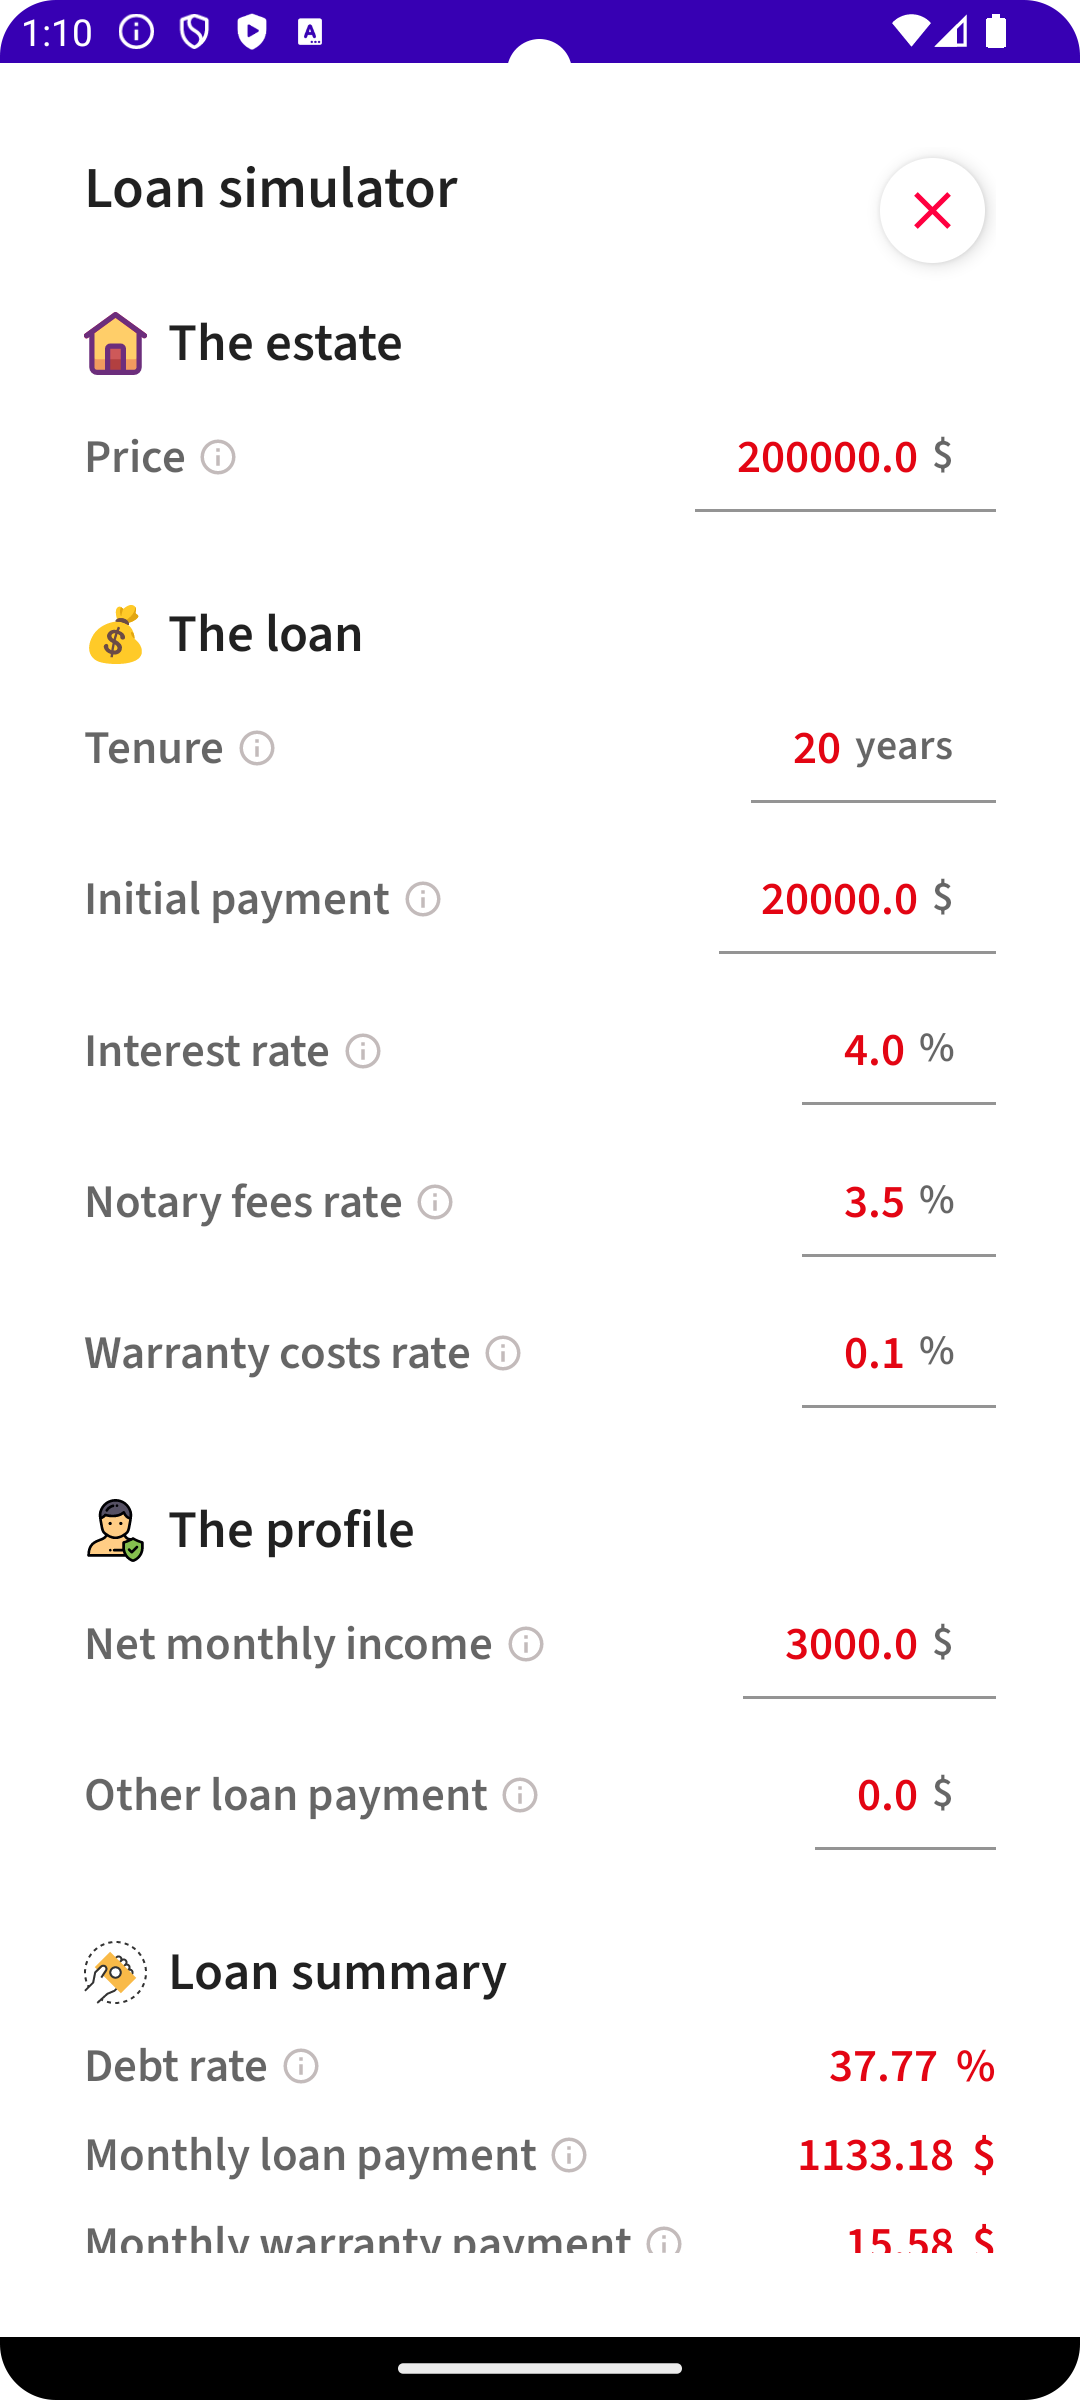 1:10
Loan simulator
The estate
Price 200000.0 $
The loan
Tenure 20 years
Initial payment 20000.0 $
Interest rate 4.0 %
Notary fees rate 3.5 %
Warranty costs rate 0.1 %
The profile
Net monthly income 3000.0 $
Other loan payment 0.0 $
Loan summary
Debt rate 37.77 %
Monthly loan payment 1133.18 $
Monthly warranty payment 15.58 $